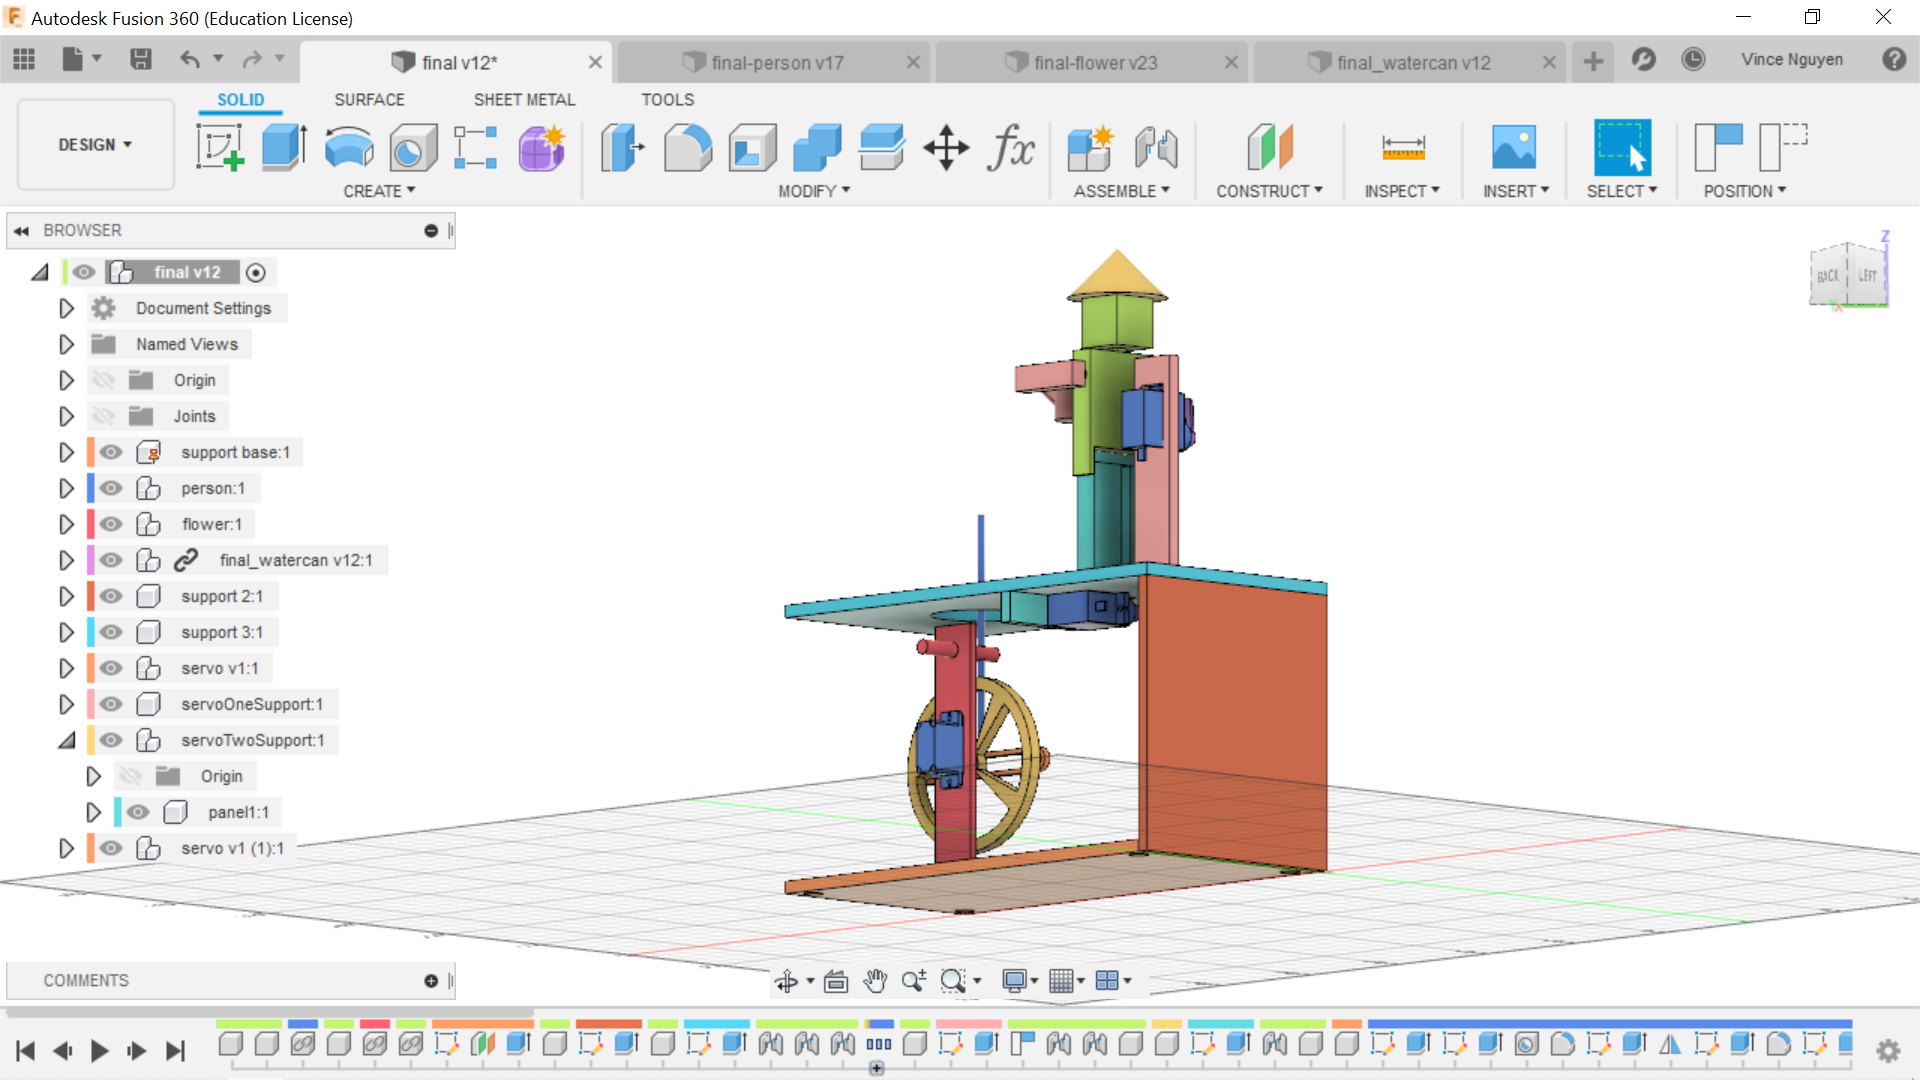 Autodesk Fusion 360 (Education License)
final v12*
final-person v17
final-flower v23
final_watercan v12
Vince Nguyen
SOLID
SURFACE
SHEET METAL
TOOLS
DESIGN
CREATE
MODIFY
ASSEMBLE
CONSTRUCT
INSPECT
INSERT
SELECT
POSITION
fx
BROWSER
final v12
Document Settings
Named Views
Origin
Joints
support base:1
person:1
flower:1
final_watercan v12:1
support 2:1
support 3:1
servo v1:1
servoOneSupport:1
servoTwoSupport:1
Origin
panel1:1
servo v1 (1):1
Z
BACK
LEFT
COMMENTS